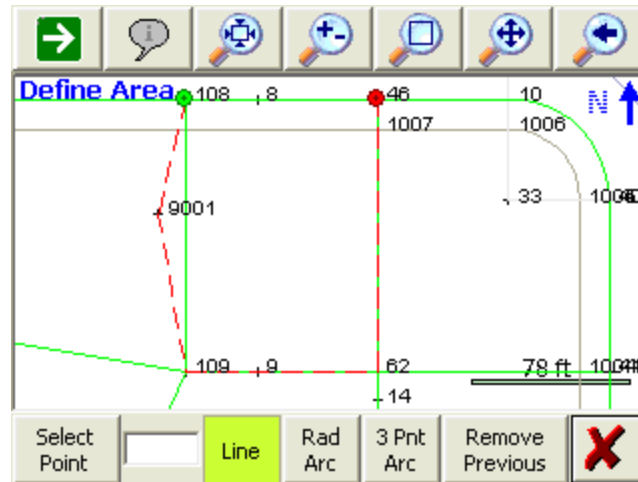 Define Area
108
8
46
10
N
1007
1006
9001
33
109
9
62
78 ft
14
Select Point
Line
Rad Arc
3 Pnt Arc
Remove Previous